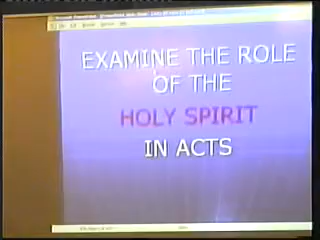 EXAMINE THE ROLE
OF THE
HOLY SPIRIT
IN ACTS